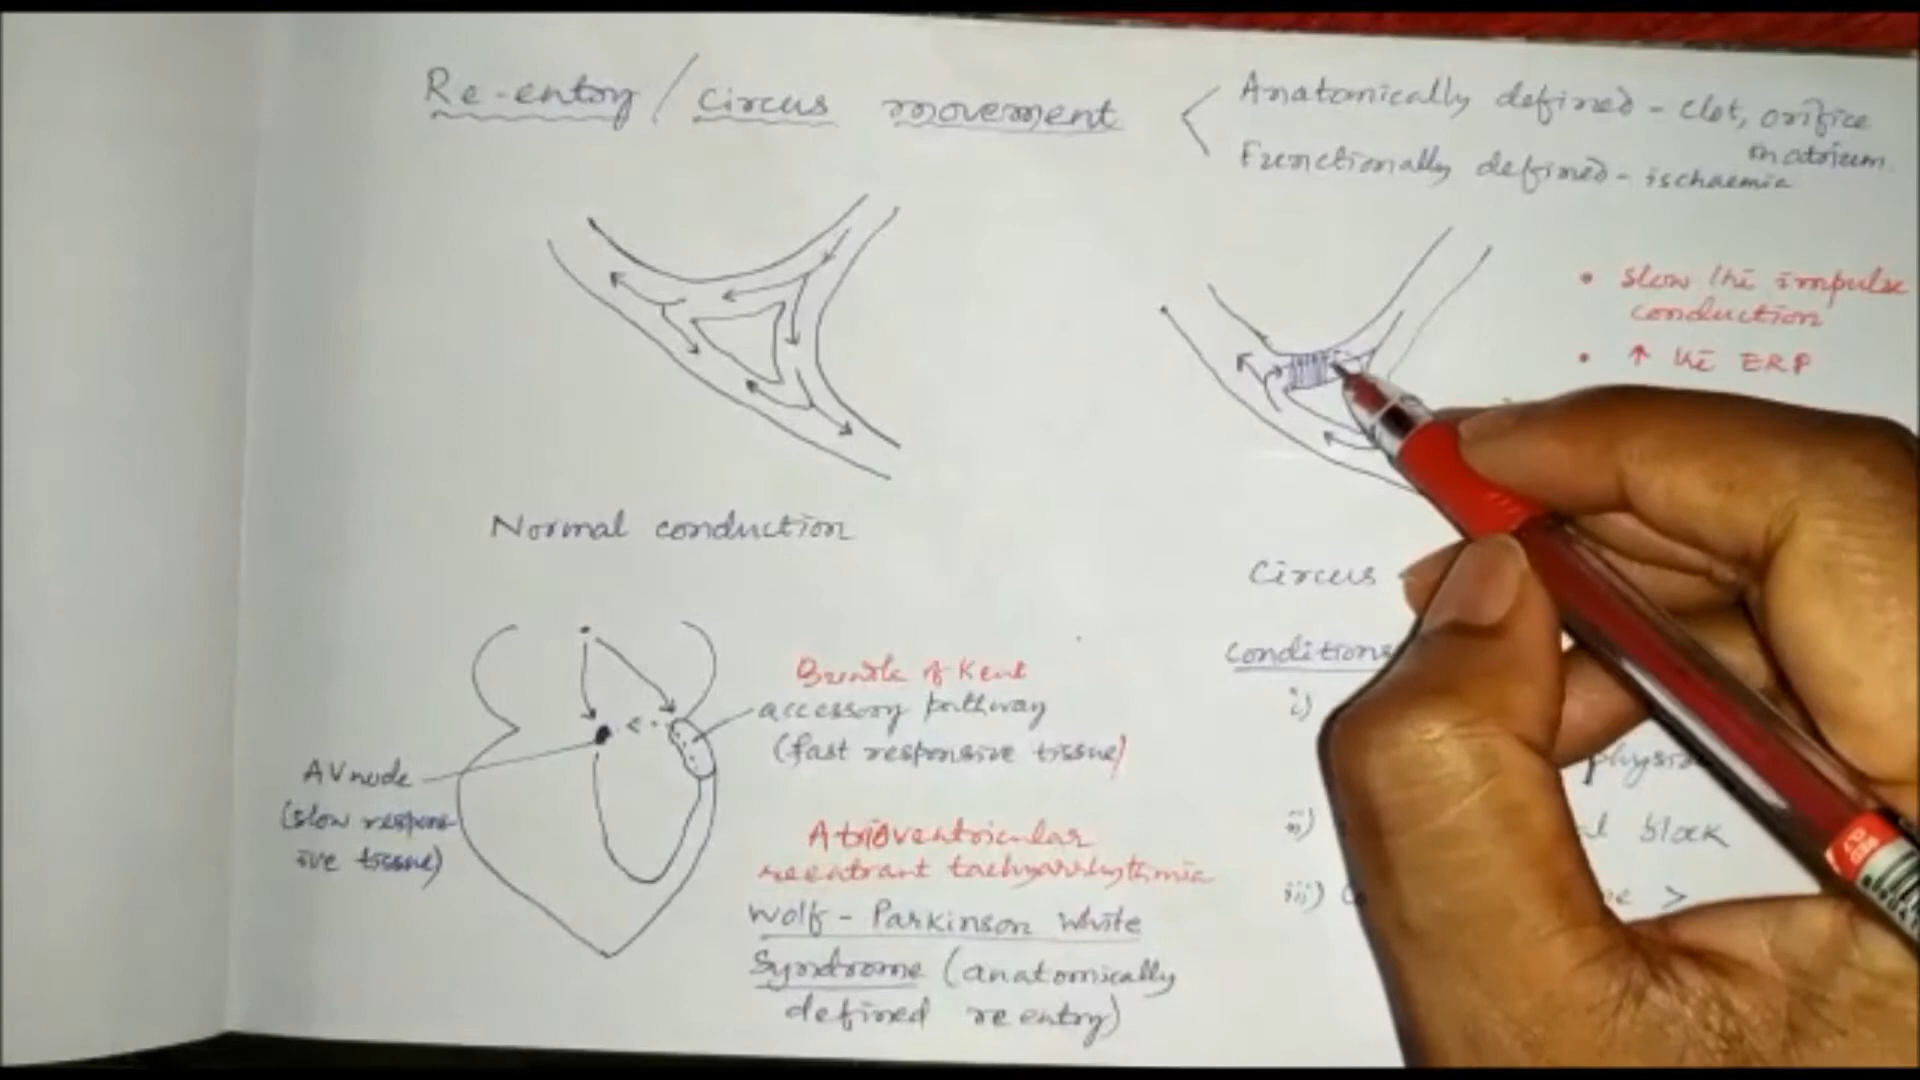 Re-entry / Circus movement
Anatomically defined - clot, orifice
in atrium
Functionally defined - ischaemia
• slow the impulse
conduction
• ↑ the ERP
Normal conduction
Circus
Conditions
i)
ii) block
iii) >
Bundle of Kent
accessory pathway
(fast responsive tissue)
AV node
(slow respons-
ive tissue)
Atrioventricular
reentrant tachyarrhythmia
Wolf - Parkinson White
Syndrome (anatomically
defined re entry)
RED